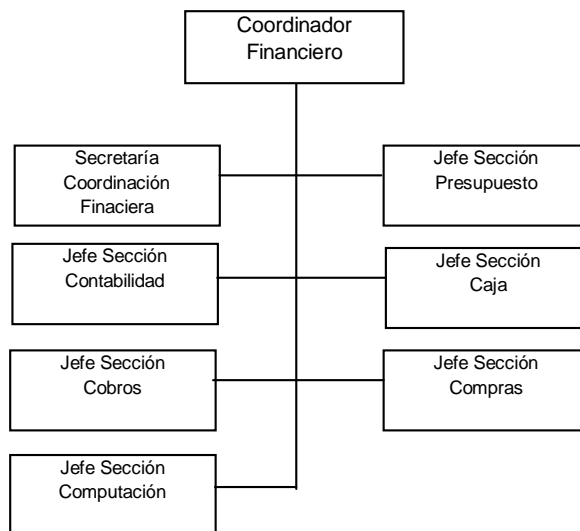 Coordinador
Financiero
Secretaría
Coordinación
Finaciera
Jefe Sección
Presupuesto
Jefe Sección
Contabilidad
Jefe Sección
Caja
Jefe Sección
Cobros
Jefe Sección
Compras
Jefe Sección
Computación